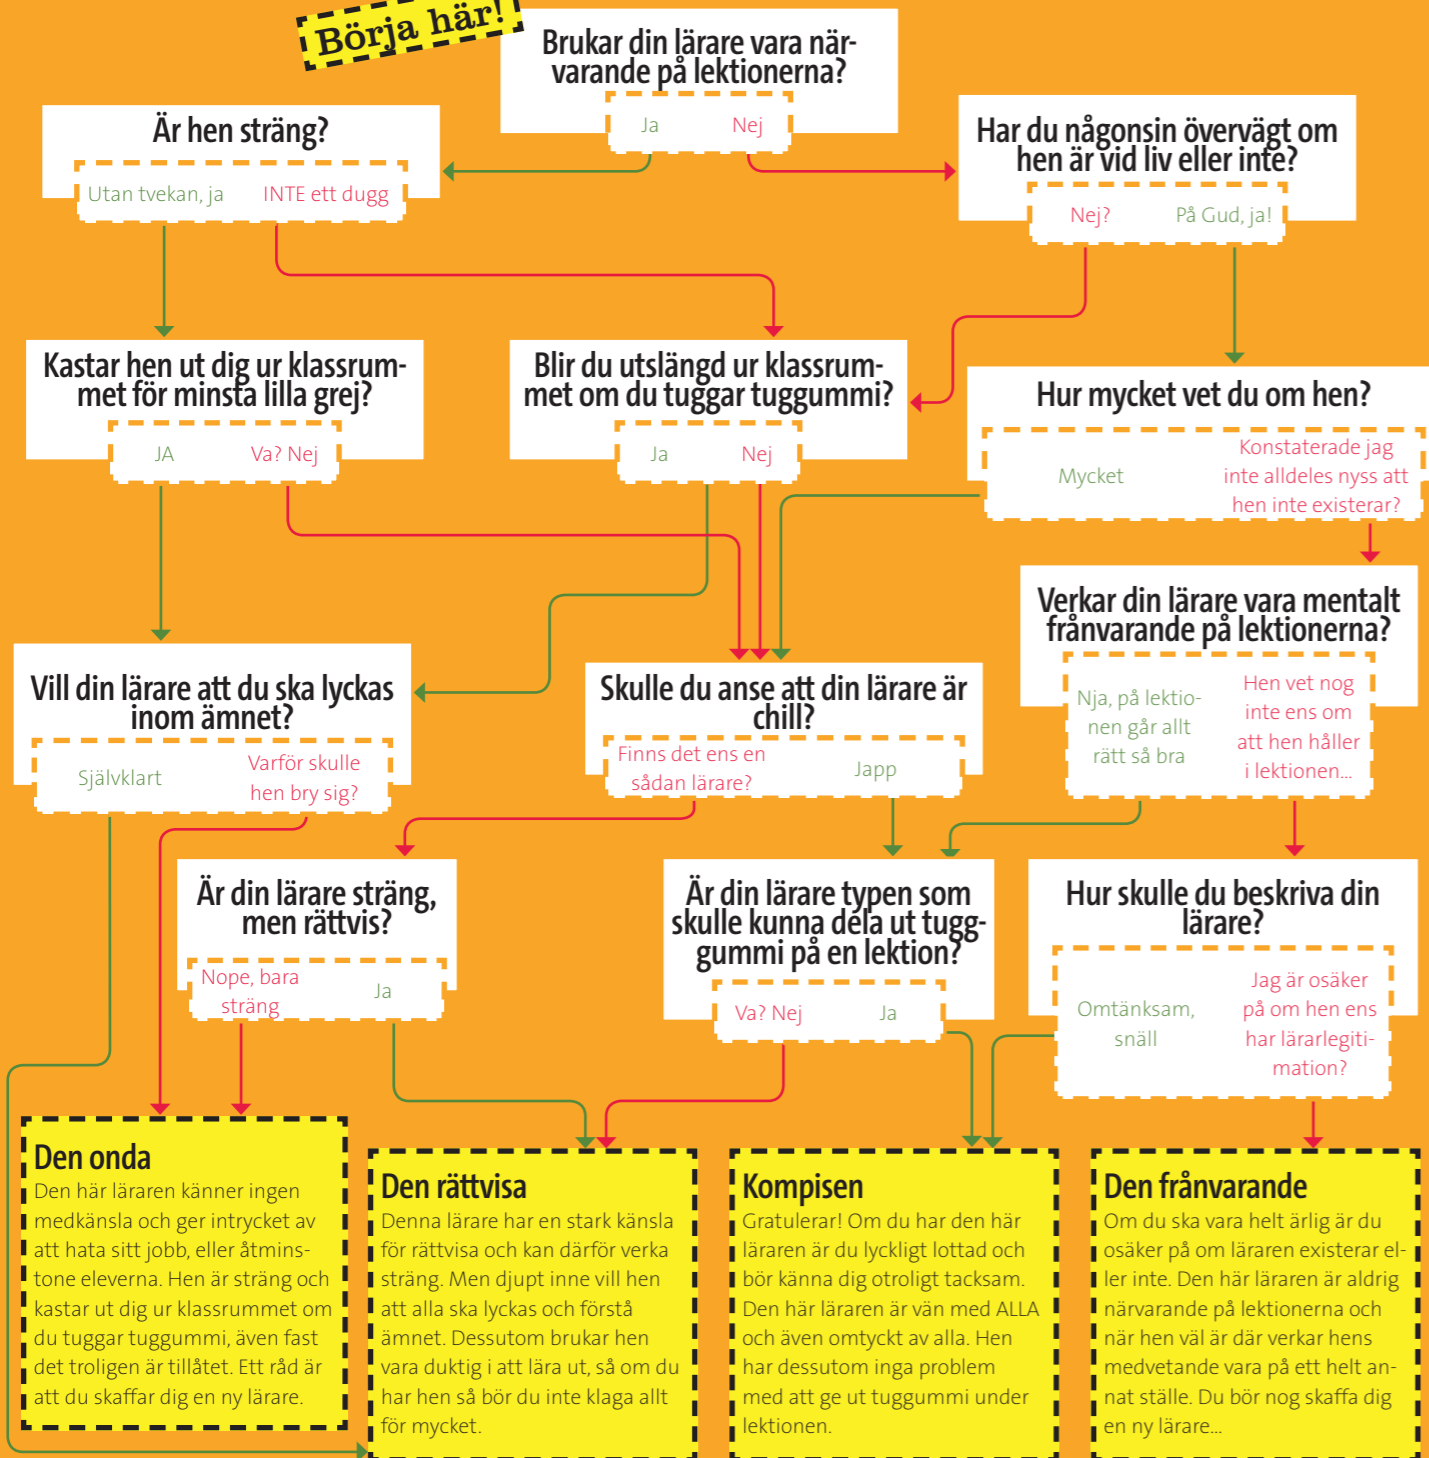 Börja här!
Brukar din lärare vara när-
varande på lektionerna?
Ja Nej
Är hen sträng?
Utan tvekan, ja INTE ett dugg
Har du någonsin övervägt om
hen är vid liv eller inte?
Nej? På Gud, ja!
Kastar hen ut dig ur klassrum-
met för minsta lilla grej?
JA Va? Nej
Blir du utslängd ur klassrum-
met om du tuggar tuggummi?
Ja Nej
Hur mycket vet du om hen?
Mycket
Konstaterade jag
inte alldeles nyss att
hen inte existerar?
Verkar din lärare vara mentalt
frånvarande på lektionerna?
Nja, på lektio-
nen går allt
rätt så bra
Hen vet nog
inte ens om
att hen håller
i lektionen...
Vill din lärare att du ska lyckas
inom ämnet?
Självklart
Varför skulle
hen bry sig?
Skulle du anse att din lärare är
chill?
Finns det ens en
sådan lärare?
Japp
Är din lärare sträng,
men rättvis?
Nope, bara
sträng
Ja
Är din lärare typen som
skulle kunna dela ut tugg-
gummi på en lektion?
Va? Nej Ja
Hur skulle du beskriva din
lärare?
Omtänksam,
snäll
Jag är osäker
på om hen ens
har lärarlegiti-
mation?
Den onda
Den här läraren känner ingen
medkänsla och ger intrycket av
att hata sitt jobb, eller åtmins-
tone eleverna. Hen är sträng och
kastar ut dig ur klassrummet om
du tuggar tuggummi, även fast
det troligen är tillåtet. Ett råd är
att du skaffar dig en ny lärare.
Den rättvisa
Denna lärare har en stark känsla
för rättvisa och kan därför verka
sträng. Men djupt inne vill hen
att alla ska lyckas och förstå
ämnet. Dessutom brukar hen
vara duktig i att lära ut, så om du
har hen så bör du inte klaga allt
för mycket.
Kompisen
Gratulerar! Om du har den här
läraren är du lyckligt lottad och
bör känna dig otroligt tacksam.
Den här läraren är vän med ALLA
och även omtyckt av alla. Hen
har dessutom inga problem
med att ge ut tuggummi under
lektionen.
Den frånvarande
Om du ska vara helt ärlig är du
osäker på om läraren existerar el-
ler inte. Den här läraren är aldrig
närvarande på lektionerna och
när hen väl är där verkar hens
medvetande vara på ett helt an-
nat ställe. Du bör nog skaffa dig
en ny lärare...